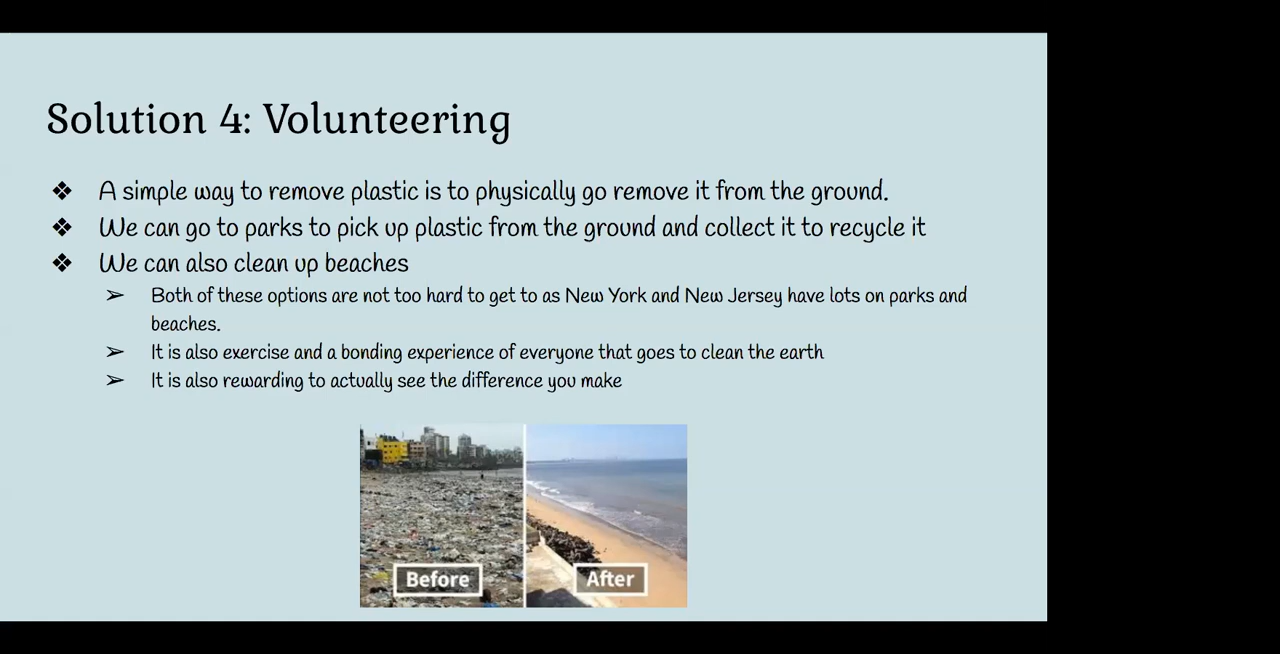 Solution 4: Volunteering
❖ A simple way to remove plastic is to physically go remove it from the ground.
❖ We can go to parks to pick up plastic from the ground and collect it to recycle it
❖ We can also clean up beaches
➢ Both of these options are not too hard to get to as New York and New Jersey have lots on parks and
beaches.
➢ It is also exercise and a bonding experience of everyone that goes to clean the earth
➢ It is also rewarding to actually see the difference you make
Before After